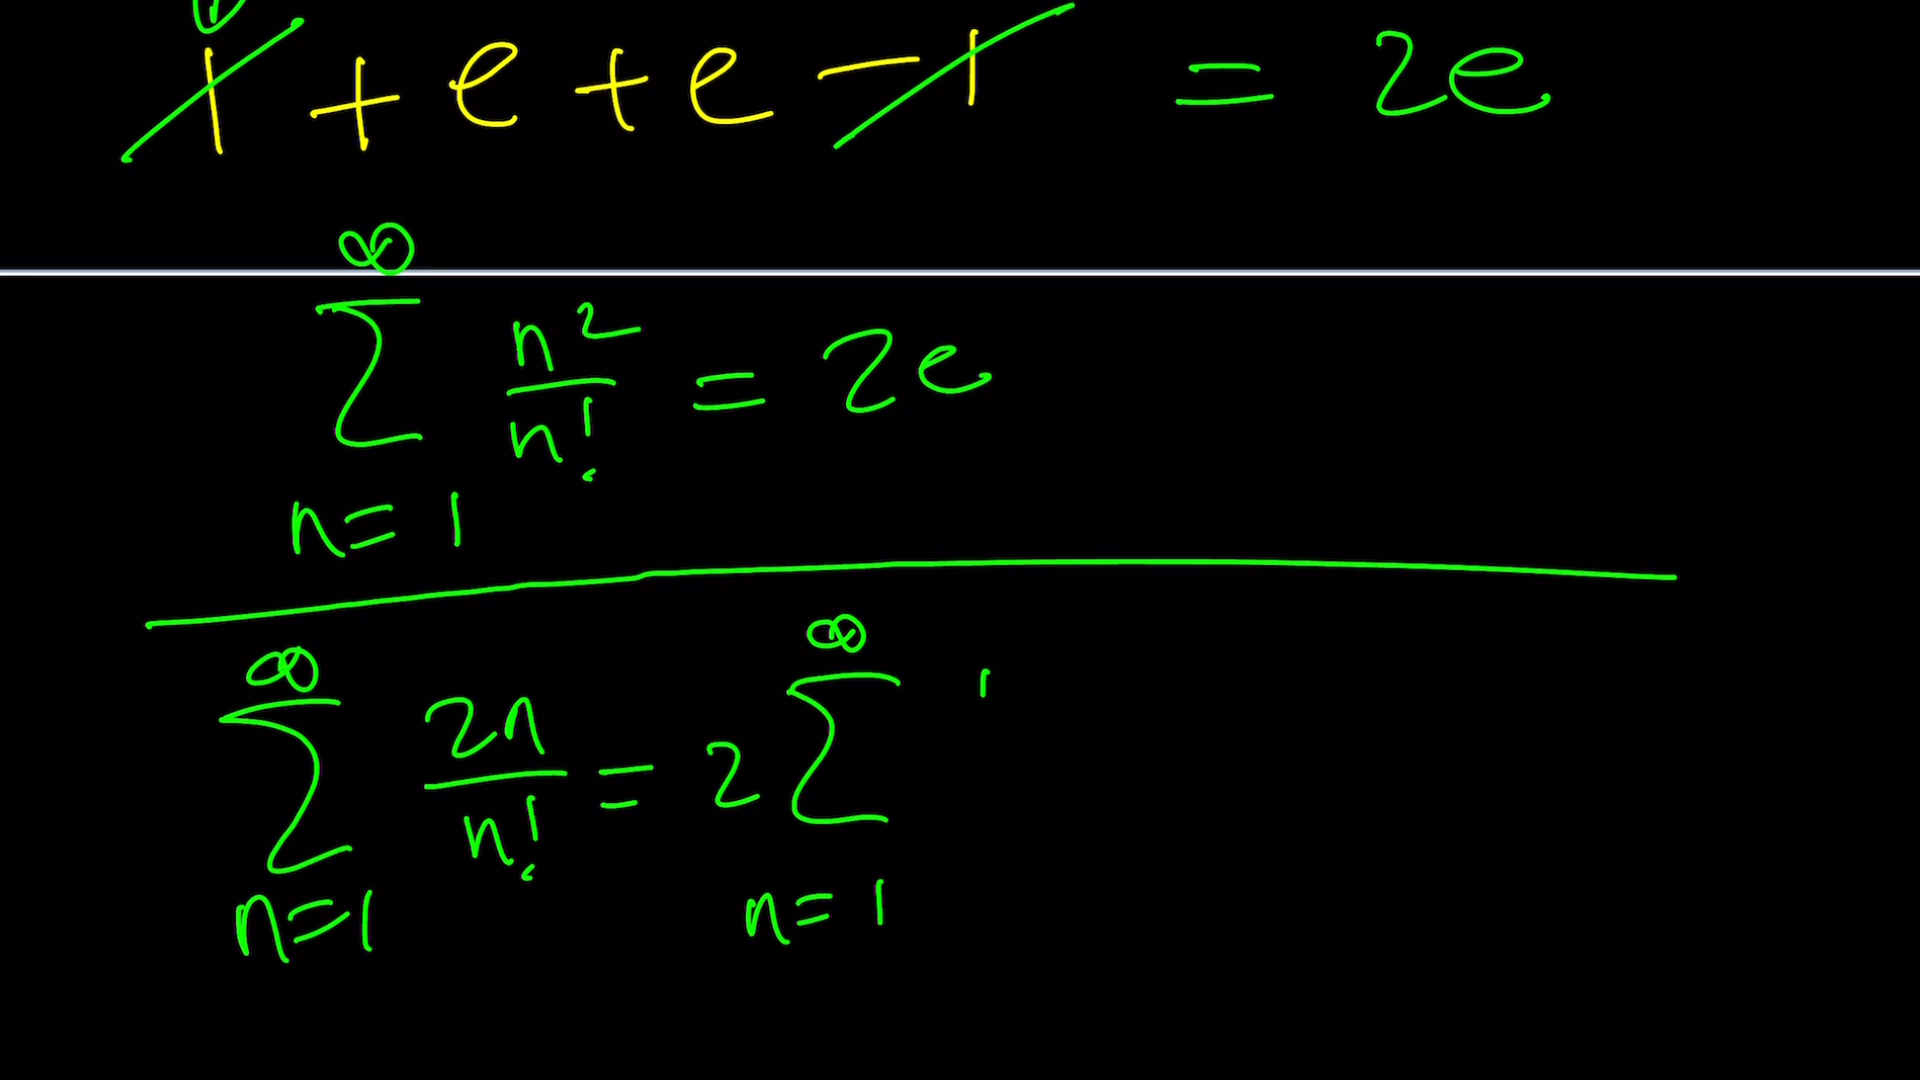 1 + e + e - 1 = 2e
∞
∑ n²/n! = 2e
n = 1
∞ ∞
∑ 2n/n! = 2 ∑
n=1 n = 1